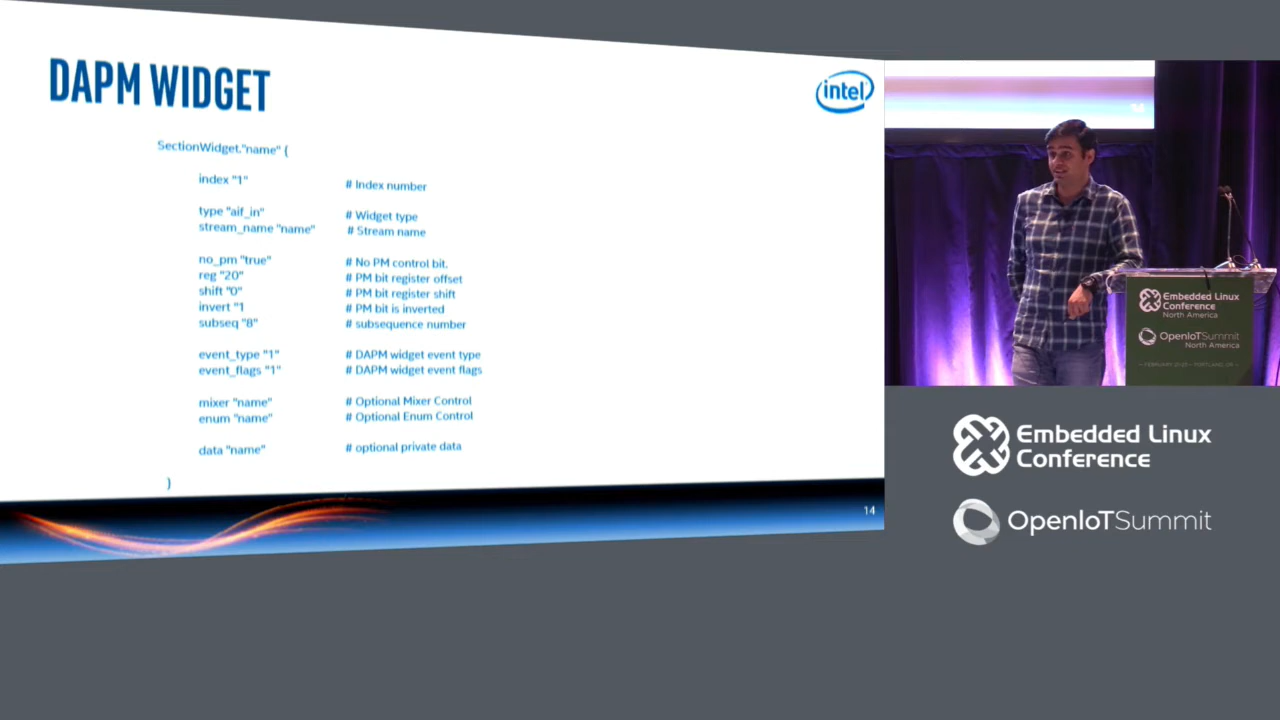 DAPM WIDGET
intel
SectionWidget."name" {
index "1" # Index number
type "aif_in" # Widget type
stream_name "name" # Stream name
no_pm "true" # No PM control bit.
reg "20" # PM bit register offset
shift "0" # PM bit register shift
invert "1 # PM bit is inverted
subseq "8" # subsequence number
event_type "1" # DAPM widget event type
event_flags "1" # DAPM widget event flags
mixer "name" # Optional Mixer Control
enum "name" # Optional Enum Control
data "name" # optional private data
}
14
Embedded Linux
Conference
North America
OpenIoTSummit
North America
Embedded Linux
Conference
OpenIoTSummit